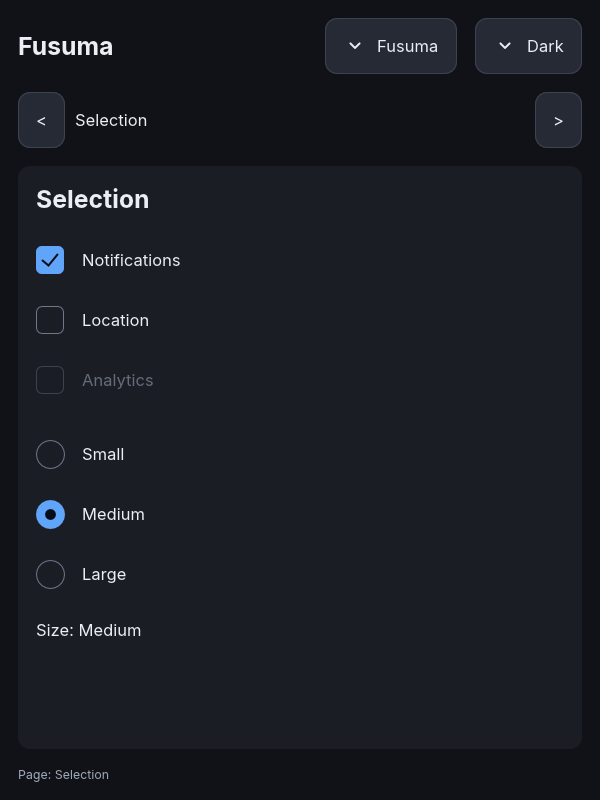 Fusuma
Fusuma
Dark
<
Selection
>
Selection
Notifications
Location
Analytics
Small
Medium
Large
Size: Medium
Page: Selection